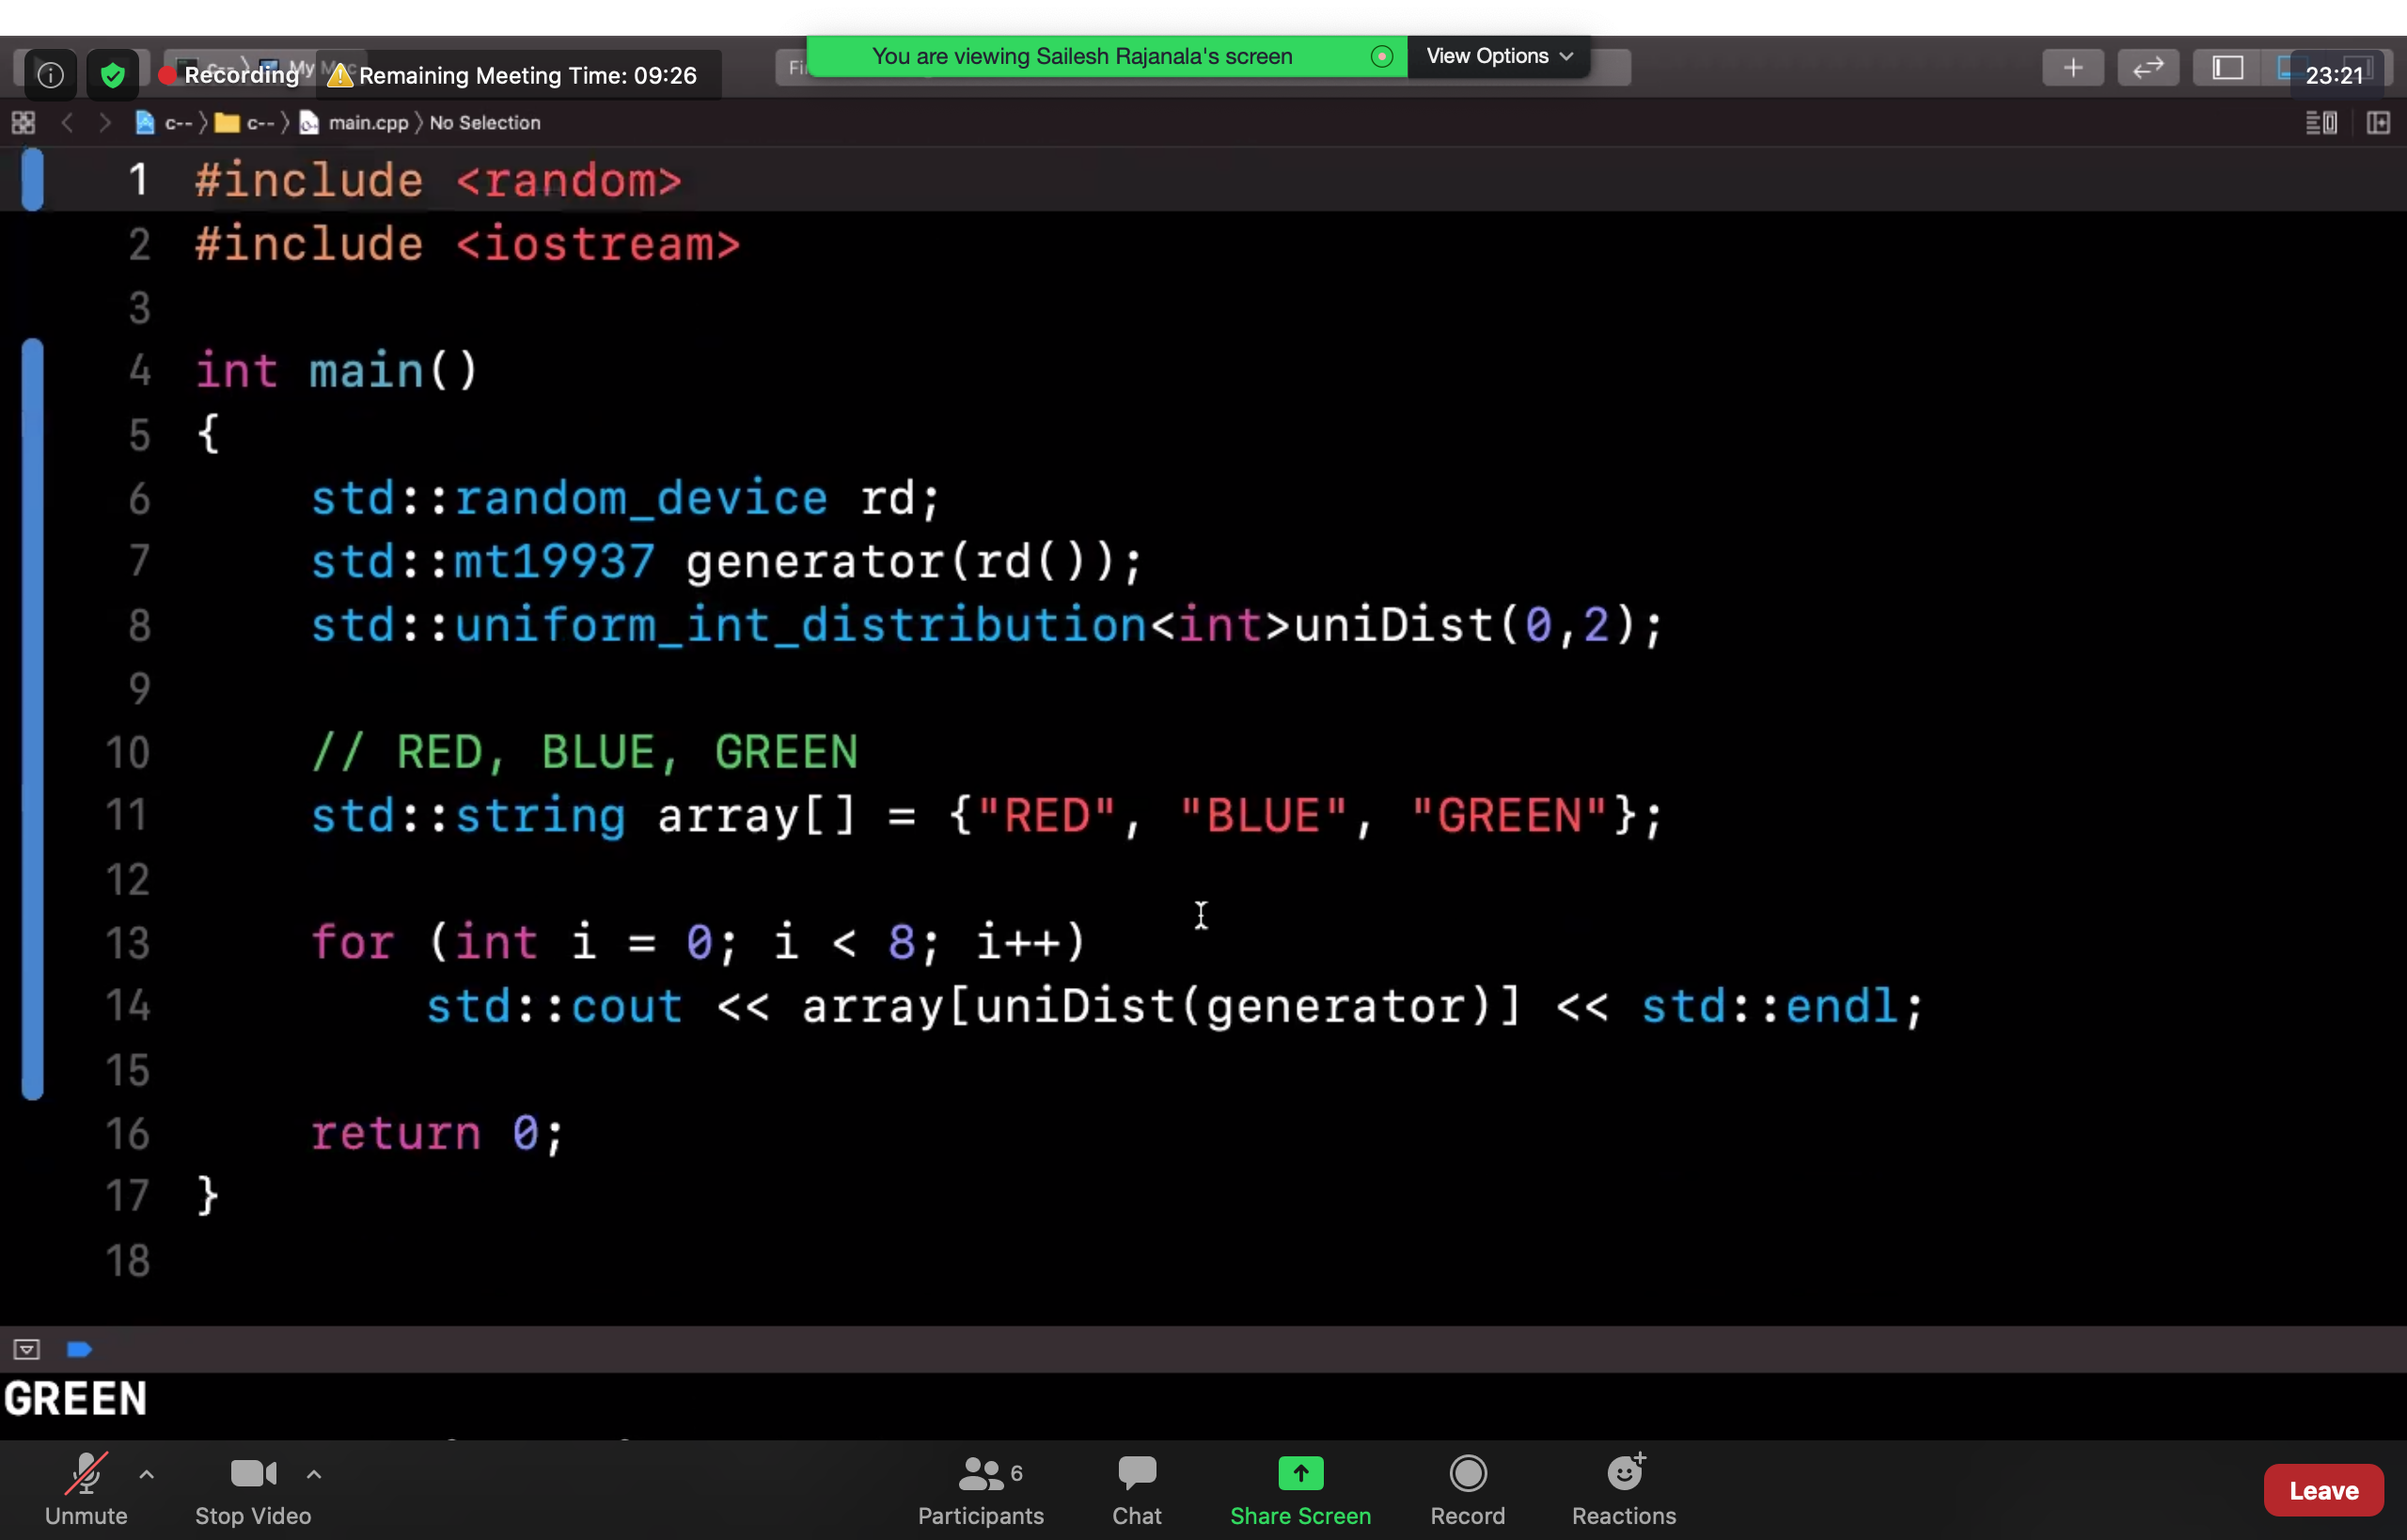 You are viewing Sailesh Rajanala's screen View Options
Recording My Mac Remaining Meeting Time: 09:26 23:21
c-- c-- main.cpp No Selection
1 #include <random>
2 #include <iostream>
3
4 int main()
5 {
6 std::random_device rd;
7 std::mt19937 generator(rd());
8 std::uniform_int_distribution<int>uniDist(0,2);
9
10 // RED, BLUE, GREEN
11 std::string array[] = {"RED", "BLUE", "GREEN"};
12
13 for (int i = 0; i < 8; i++)
14 std::cout << array[uniDist(generator)] << std::endl;
15
16 return 0;
17 }
18
GREEN
6
Unmute Stop Video Participants Chat Share Screen Record Reactions Leave